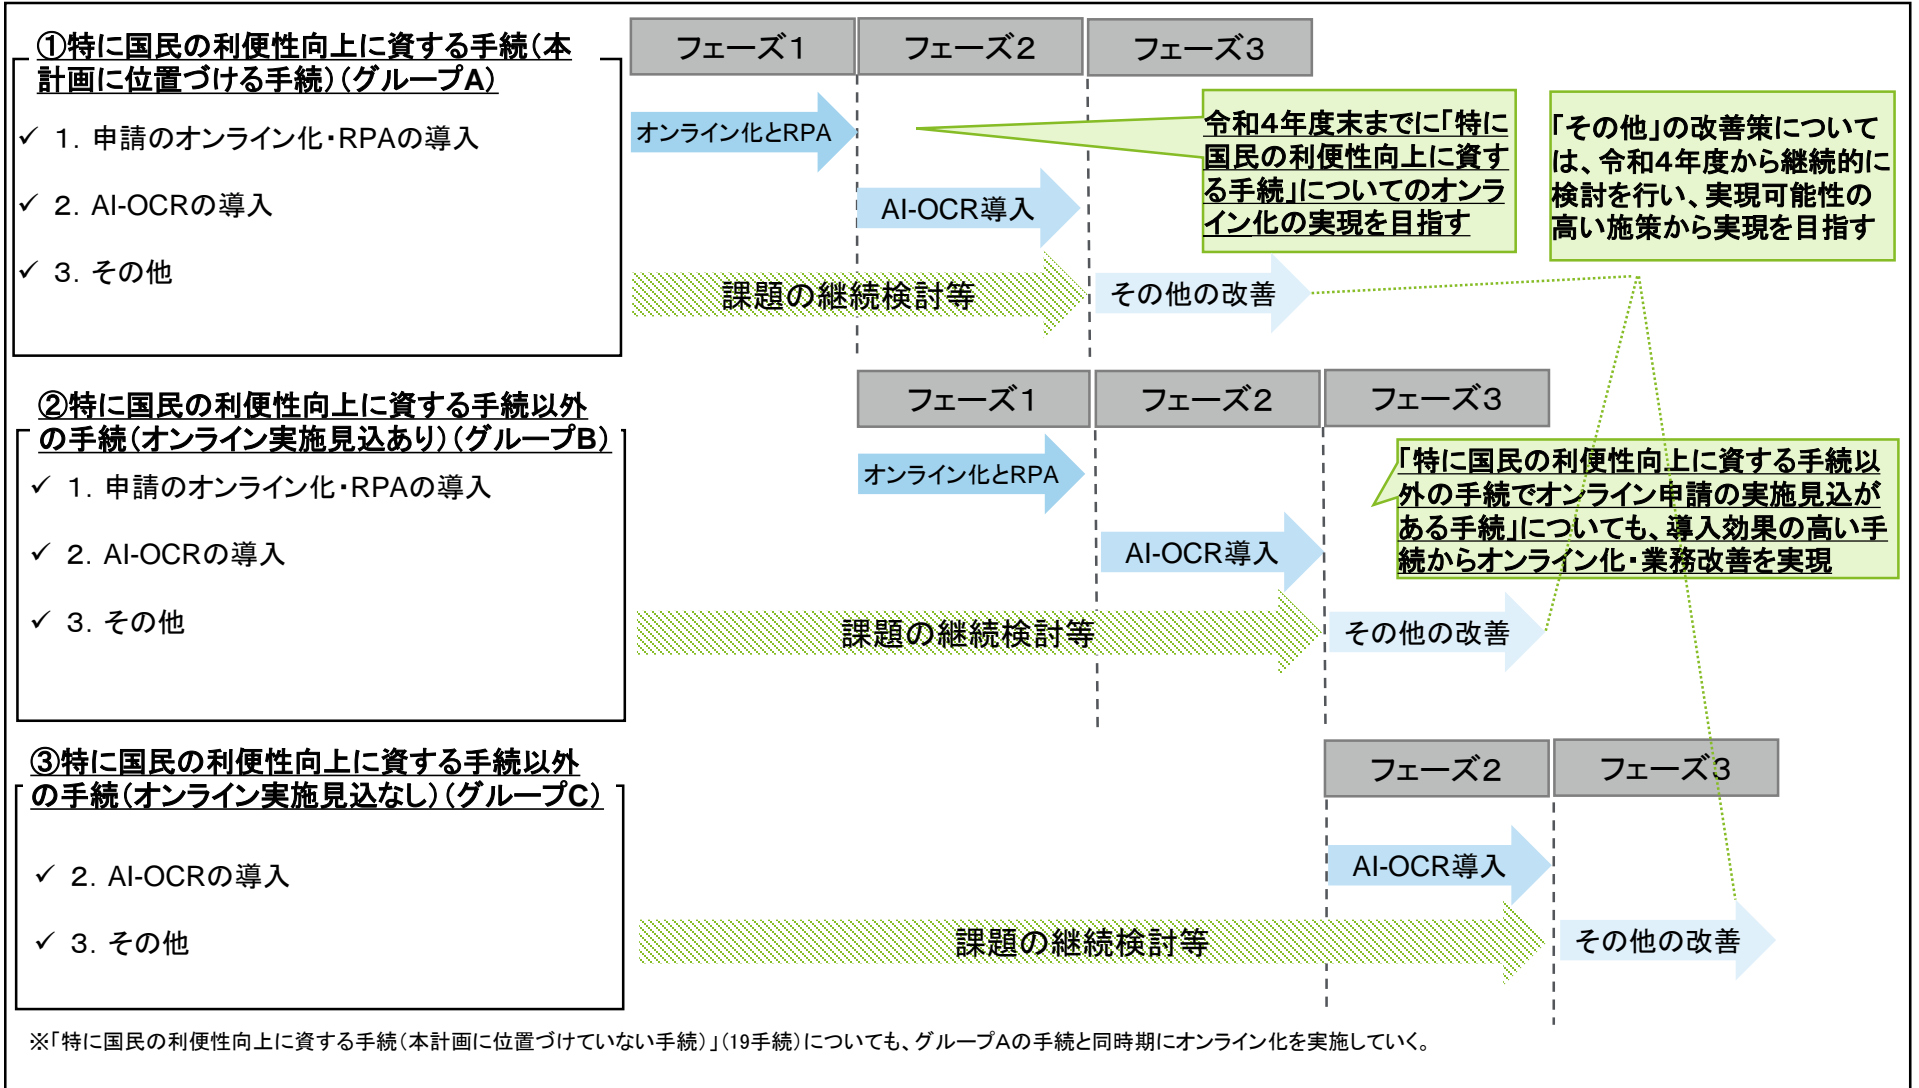 ①特に国民の利便性向上に資する手続(本
計画に位置づける手続)(グループA)
✓ 1. 申請のオンライン化・RPAの導入
✓ 2. AI-OCRの導入
✓ 3. その他
フェーズ1
フェーズ2
フェーズ3
オンライン化とRPA
AI-OCR導入
課題の継続検討等
その他の改善
令和4年度末までに「特に
国民の利便性向上に資す
る手続」についてのオンラ
イン化の実現を目指す
「その他」の改善策について
は、令和4年度から継続的に
検討を行い、実現可能性の
高い施策から実現を目指す
②特に国民の利便性向上に資する手続以外
の手続(オンライン実施見込あり)(グループB)
✓ 1. 申請のオンライン化・RPAの導入
✓ 2. AI-OCRの導入
✓ 3. その他
フェーズ1
フェーズ2
フェーズ3
オンライン化とRPA
AI-OCR導入
課題の継続検討等
その他の改善
「特に国民の利便性向上に資する手続以
外の手続でオンライン申請の実施見込が
ある手続」についても、導入効果の高い手
続からオンライン化・業務改善を実現
③特に国民の利便性向上に資する手続以外
の手続(オンライン実施見込なし)(グループC)
✓ 2. AI-OCRの導入
✓ 3. その他
フェーズ2
フェーズ3
AI-OCR導入
課題の継続検討等
その他の改善
※「特に国民の利便性向上に資する手続(本計画に位置づけていない手続)」(19手続)についても、グループAの手続と同時期にオンライン化を実施していく。